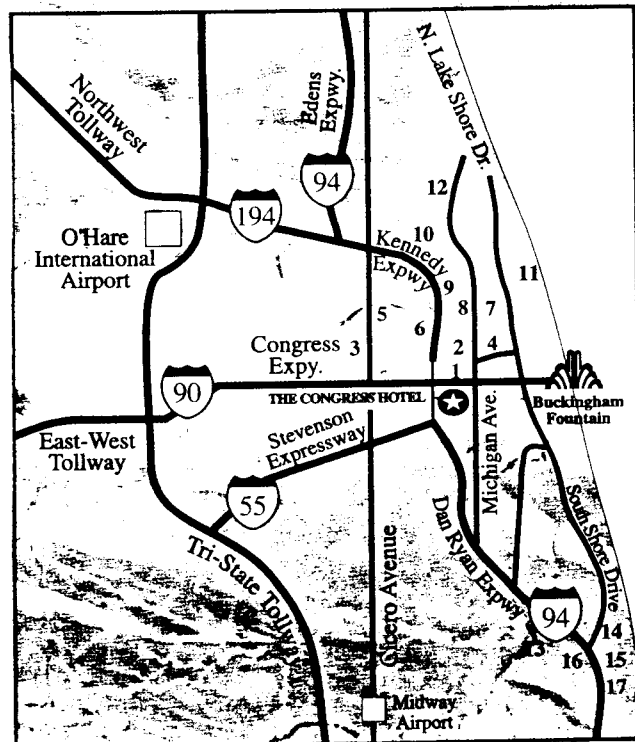 N. Lake Shore Dr.
Northwest
Tollway
Edens
Expwy.
94
194
12
10
O'Hare
International
Airport
Kennedy
Expwy
11
9
8
7
5
6
3
2
4
1
Congress
Expy.
90
THE CONGRESS HOTEL
Buckingham
Fountain
East-West
Tollway
Stevenson
Expressway
Michigan Ave.
55
Dan Ryan Expwy
South Shore Drive
Tri-State Tollway
Cicero Avenue
94
13
14
15
16
17
Midway
Airport